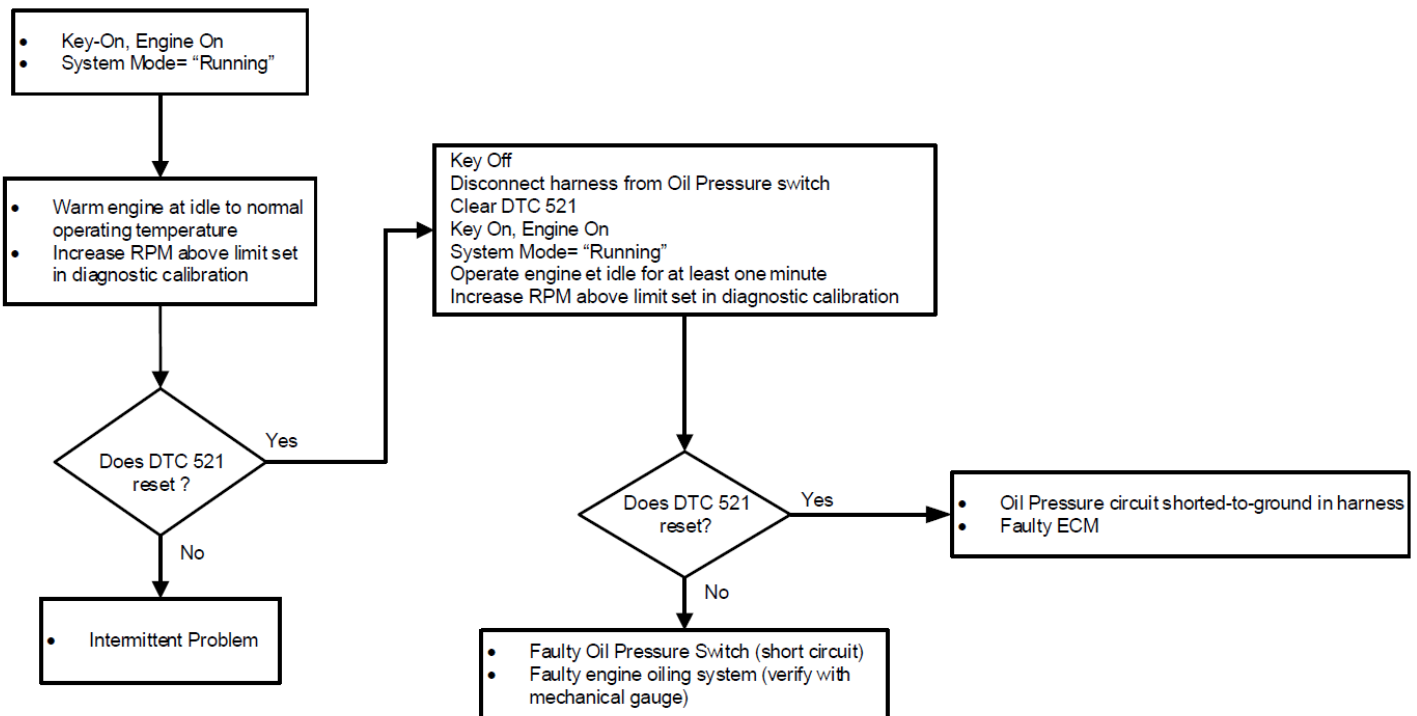 • Key-On, Engine On
• System Mode= “Running”
• Warm engine at idle to normal
operating temperature
• Increase RPM above limit set
in diagnostic calibration
Does DTC 521
reset ?
Yes
No
• Intermittent Problem
Key Off
Disconnect harness from Oil Pressure switch
Clear DTC 521
Key On, Engine On
System Mode= “Running”
Operate engine et idle for at least one minute
Increase RPM above limit set in diagnostic calibration
Does DTC 521
reset?
Yes
No
• Oil Pressure circuit shorted-to-ground in harness
• Faulty ECM
• Faulty Oil Pressure Switch (short circuit)
• Faulty engine oiling system (verify with
mechanical gauge)